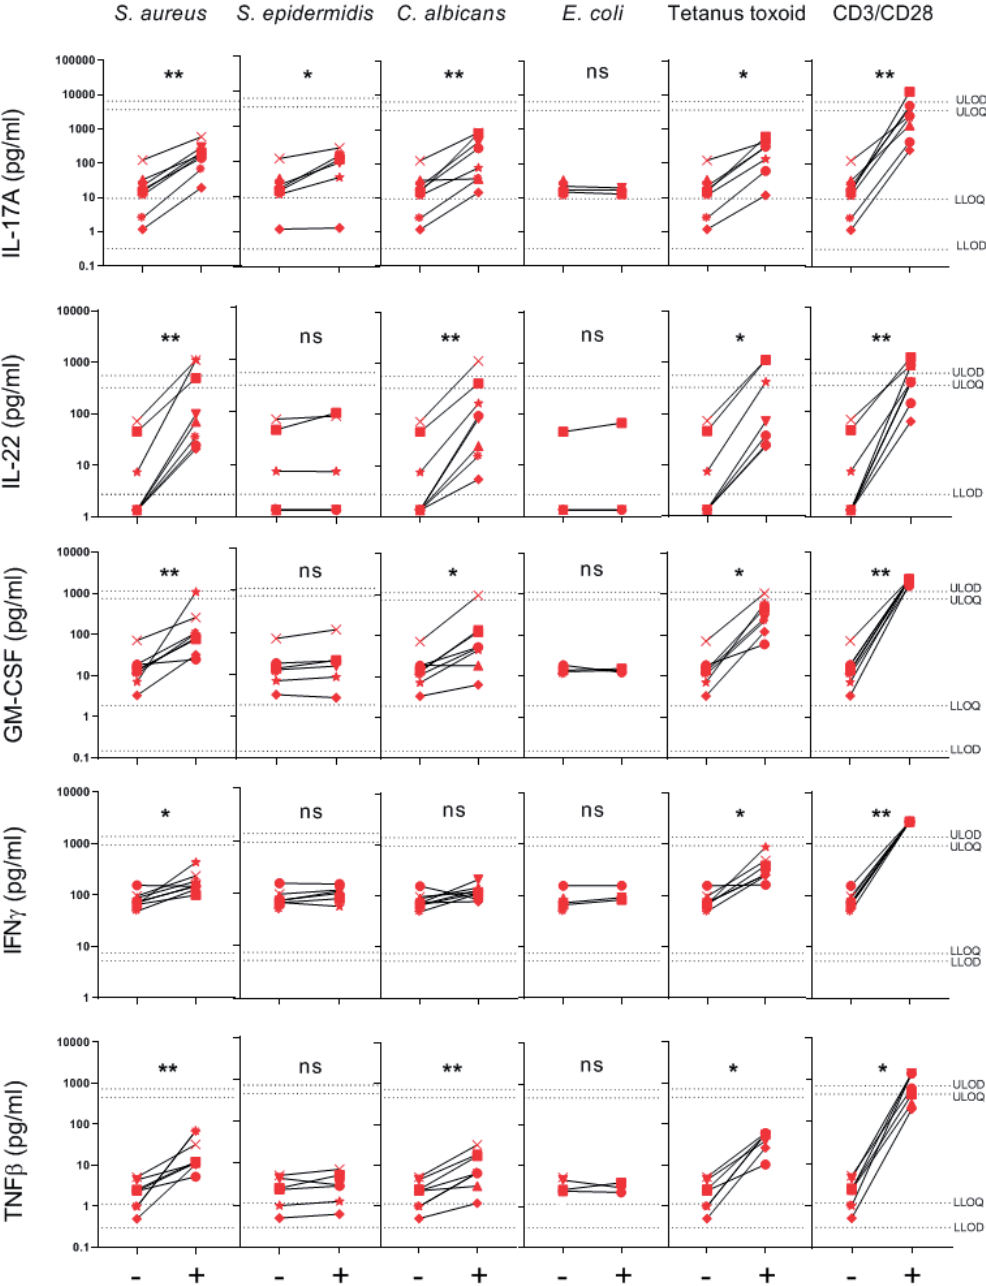 S. aureus S. epidermidis C. albicans E. coli Tetanus toxoid CD3/CD28
IL-17A (pg/ml)
** * ** ns * **
100000
10000
1000
100
10
1
0.1
ULOD
ULOQ
LLOQ
LLOD
IL-22 (pg/ml)
** ns ** ns * **
10000
1000
100
10
1
ULOD
ULOQ
LLOD
GM-CSF (pg/ml)
** ns * ns * **
10000
1000
100
10
1
0.1
ULOD
ULOQ
LLOQ
LLOD
IFNγ (pg/ml)
* ns ns ns * **
10000
1000
100
10
1
ULOD
ULOQ
LLOQ
LLOD
TNFβ (pg/ml)
** ns ** ns * *
10000
1000
100
10
1
0.1
ULOD
ULOQ
LLOQ
LLOD
- + - + - + - + - + - +